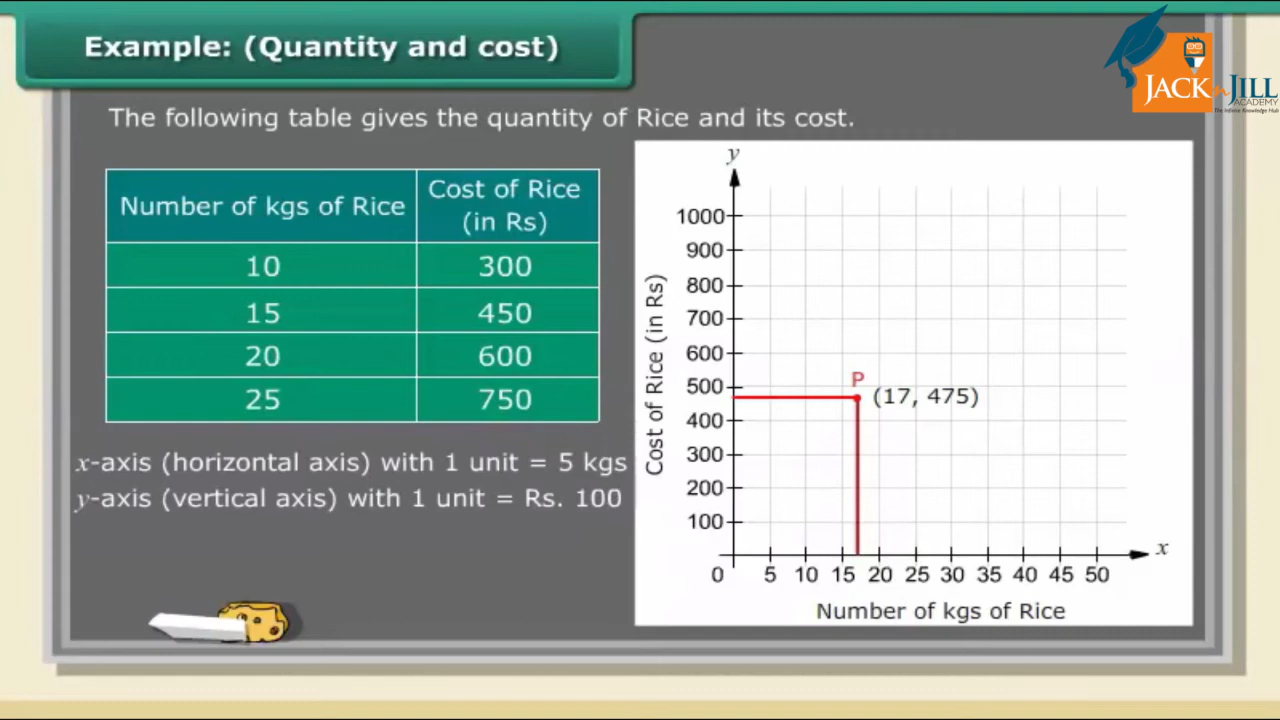 Example: (Quantity and cost)
JACK n JILL
ACADEMY
The Infinite Knowledge Hub
The following table gives the quantity of Rice and its cost.
Number of kgs of Rice
Cost of Rice
(in Rs)
10 300
15 450
20 600
25 750
x-axis (horizontal axis) with 1 unit = 5 kgs
y-axis (vertical axis) with 1 unit = Rs. 100
y
1000
900
800
700
600
500
400
300
200
100
Cost of Rice (in Rs)
P
(17, 475)
x
0 5 10 15 20 25 30 35 40 45 50
Number of kgs of Rice